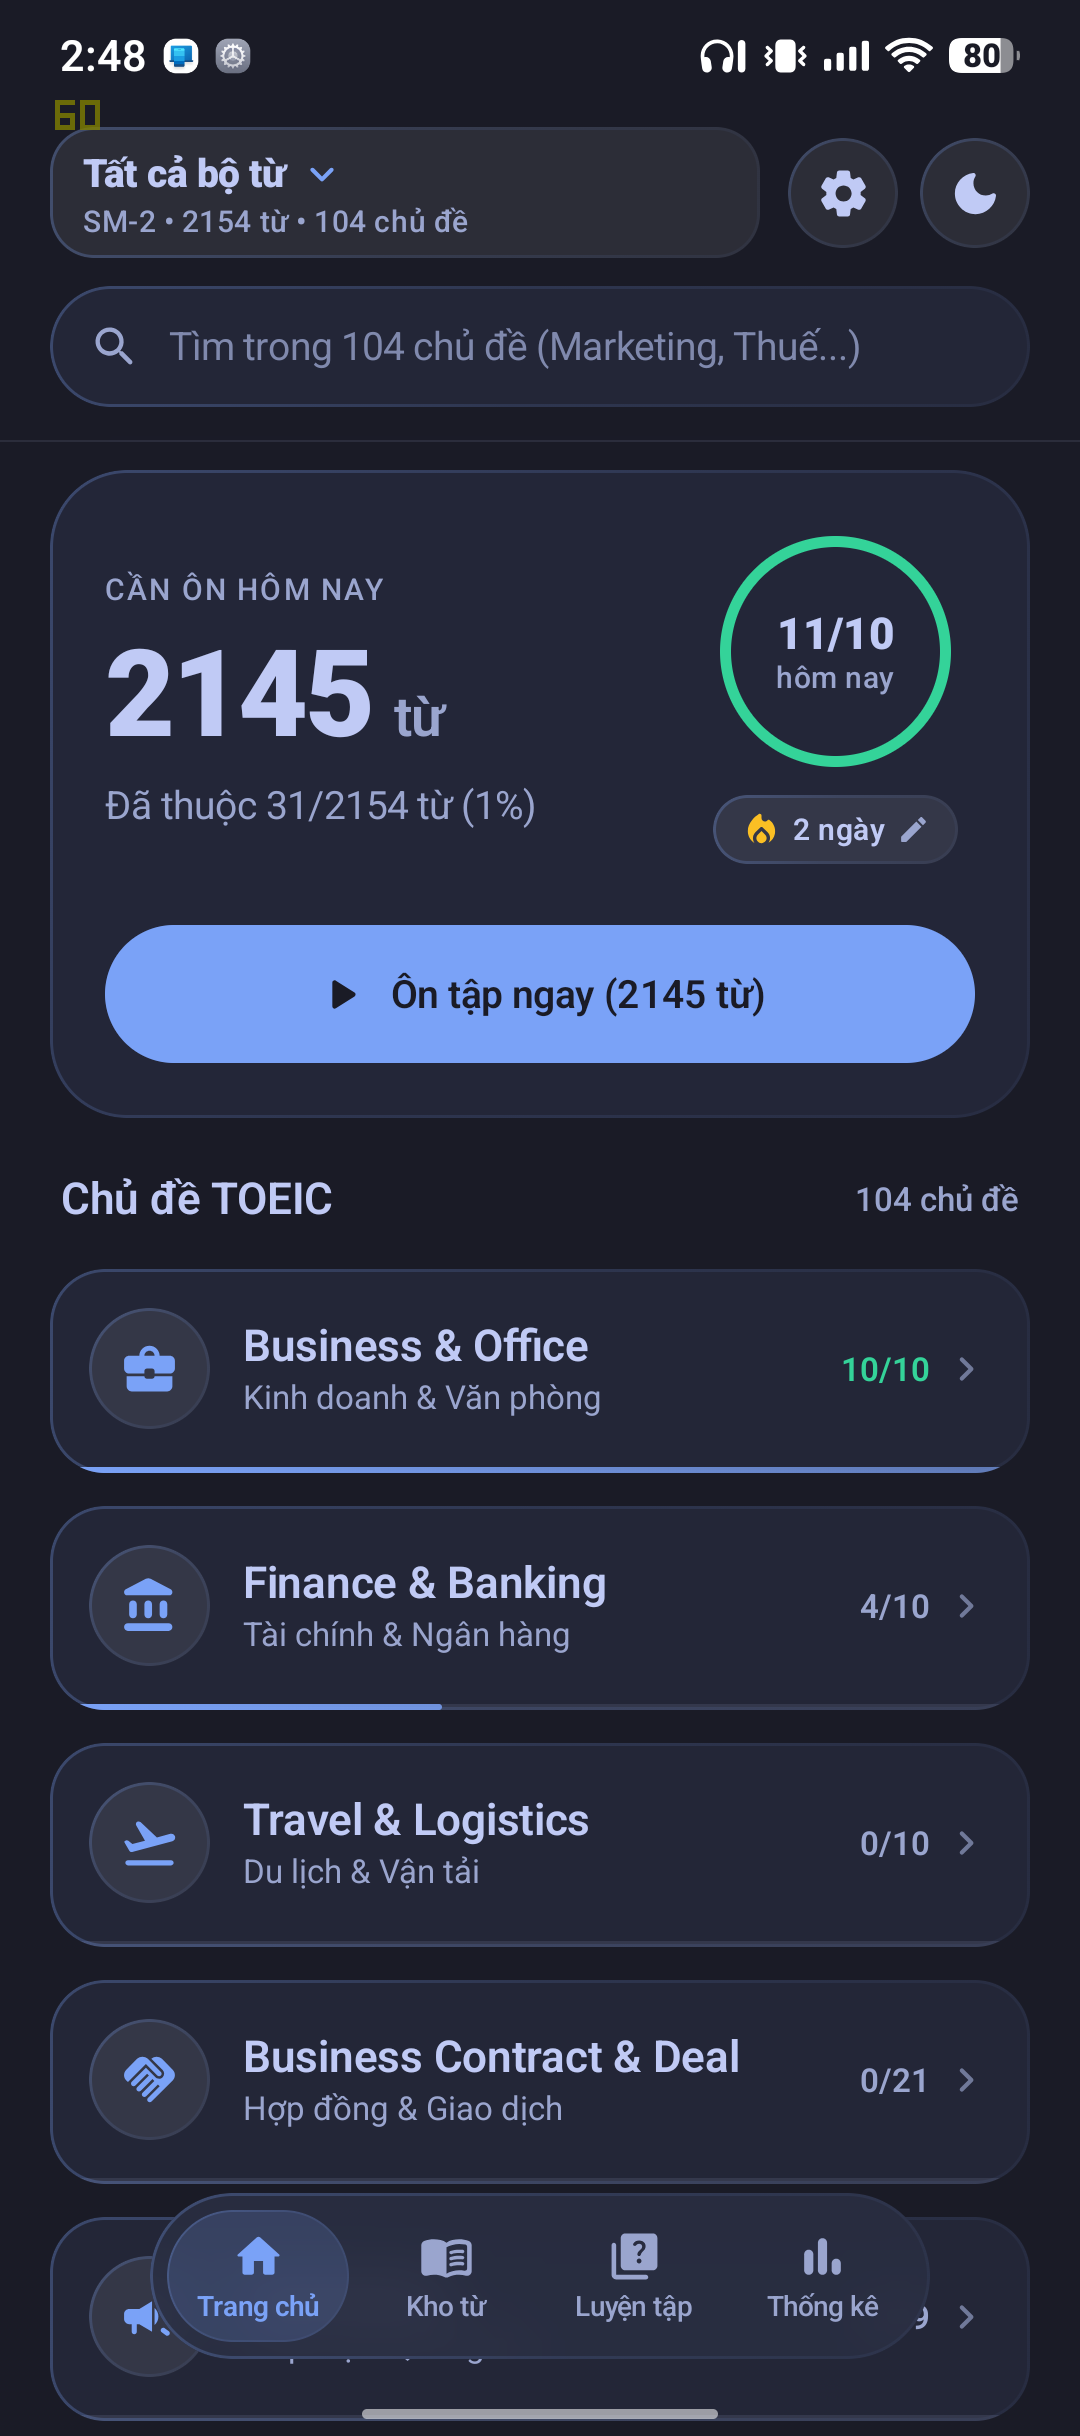 2:48
80
60
Tất cả bộ từ
SM-2 • 2154 từ • 104 chủ đề
Tìm trong 104 chủ đề (Marketing, Thuế...)
CẦN ÔN HÔM NAY
2145 từ
Đã thuộc 31/2154 từ (1%)
11/10
hôm nay
2 ngày
Ôn tập ngay (2145 từ)
Chủ đề TOEIC
104 chủ đề
Business & Office
Kinh doanh & Văn phòng
10/10
Finance & Banking
Tài chính & Ngân hàng
4/10
Travel & Logistics
Du lịch & Vận tải
0/10
Business Contract & Deal
Hợp đồng & Giao dịch
0/21
Trang chủ
Kho từ
Luyện tập
Thống kê